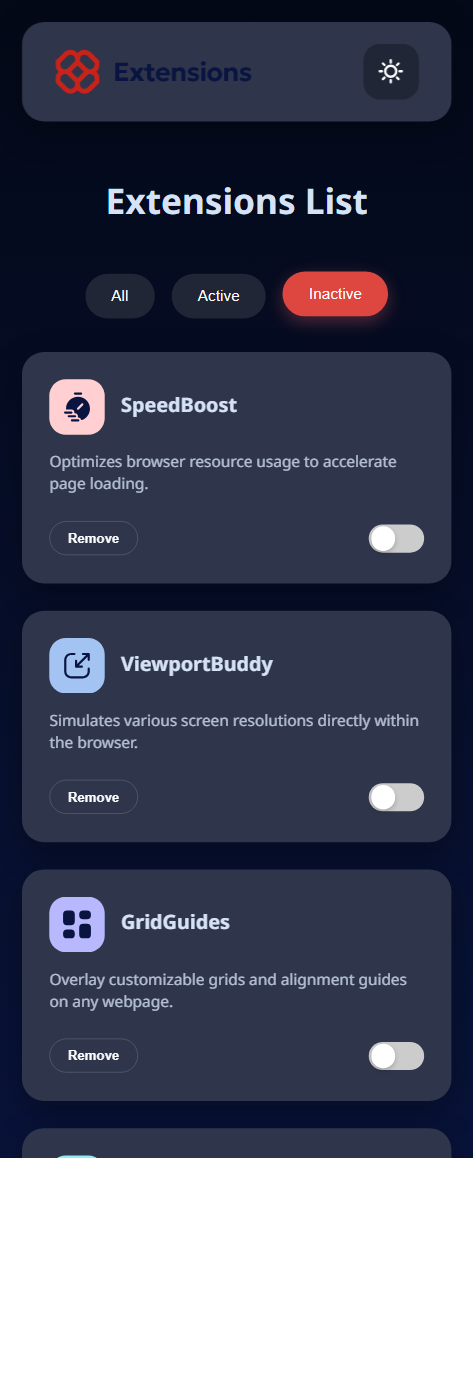 Extensions
Extensions List
All
Active
Inactive
SpeedBoost
Optimizes browser resource usage to accelerate
page loading.
Remove
ViewportBuddy
Simulates various screen resolutions directly within
the browser.
Remove
GridGuides
Overlay customizable grids and alignment guides
on any webpage.
Remove